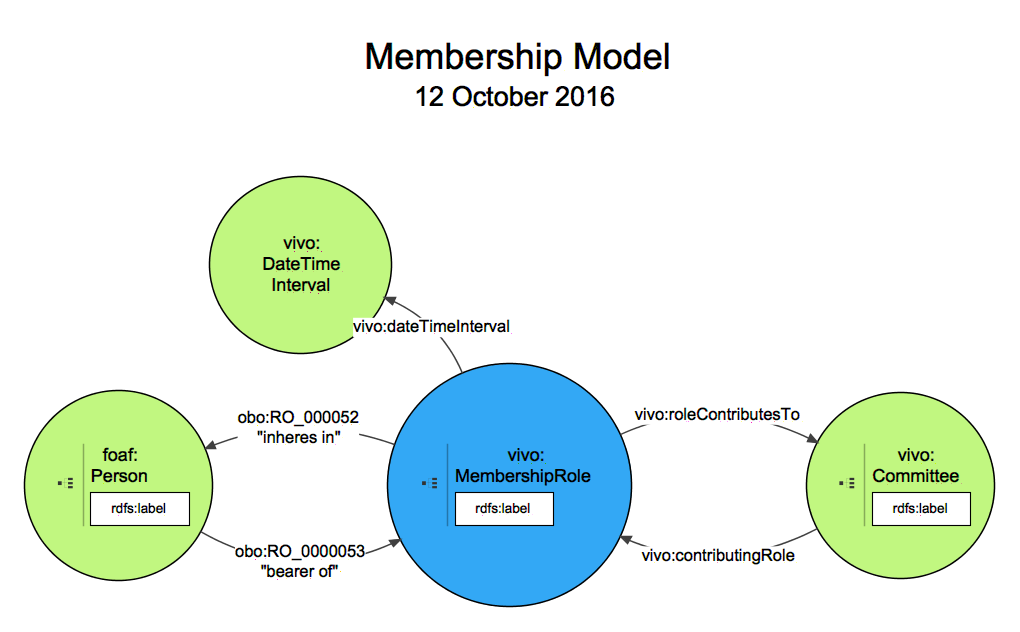 Membership Model
12 October 2016
vivo:
DateTime
Interval
vivo:dateTimeInterval
obo:RO_000052
"inheres in"
vivo:roleContributesTo
foaf:
Person
rdfs:label
vivo:
MembershipRole
rdfs:label
vivo:
Committee
rdfs:label
obo:RO_0000053
"bearer of"
vivo:contributingRole